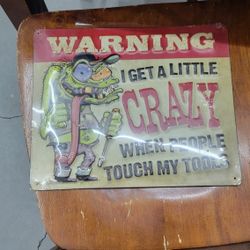 WARNING
I GET A LITTLE
CRAZY
WHEN PEOPLE
TOUCH MY TOOLS